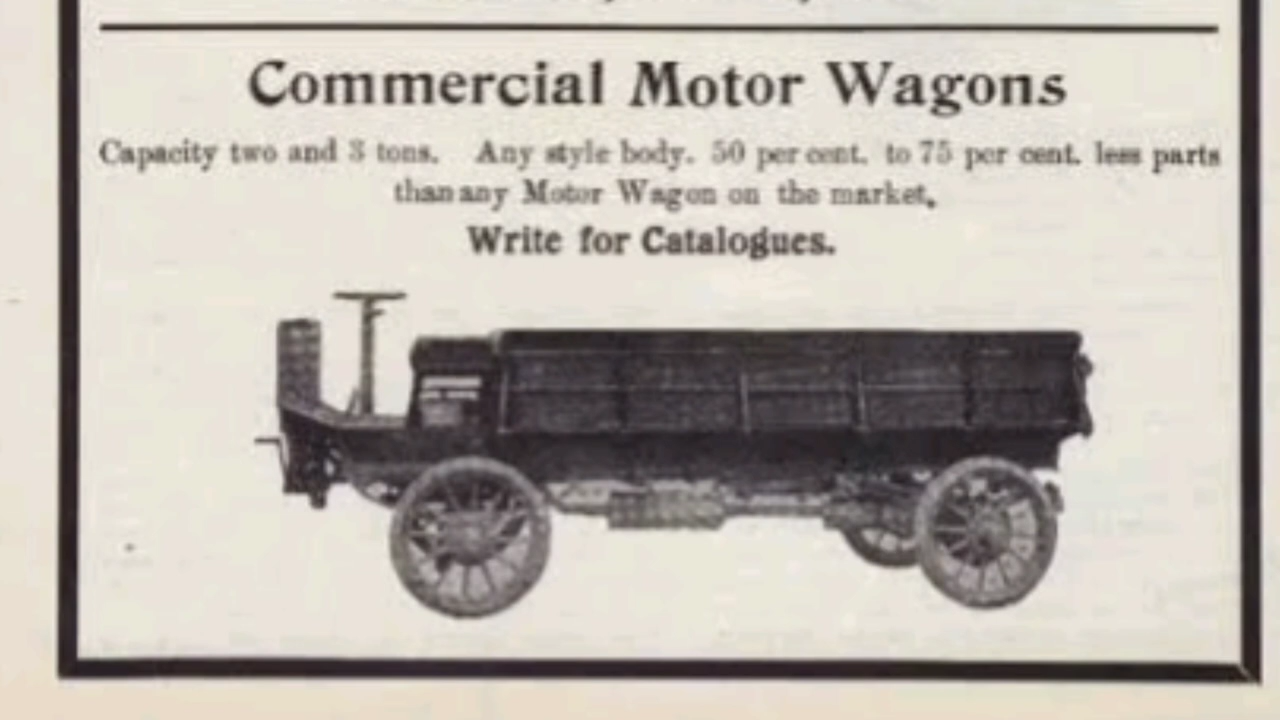 Commercial Motor Wagons
Capacity two and 3 tons. Any style body. 50 per cent. to 75 per cent. less parts
than any Motor Wagon on the market.
Write for Catalogues.